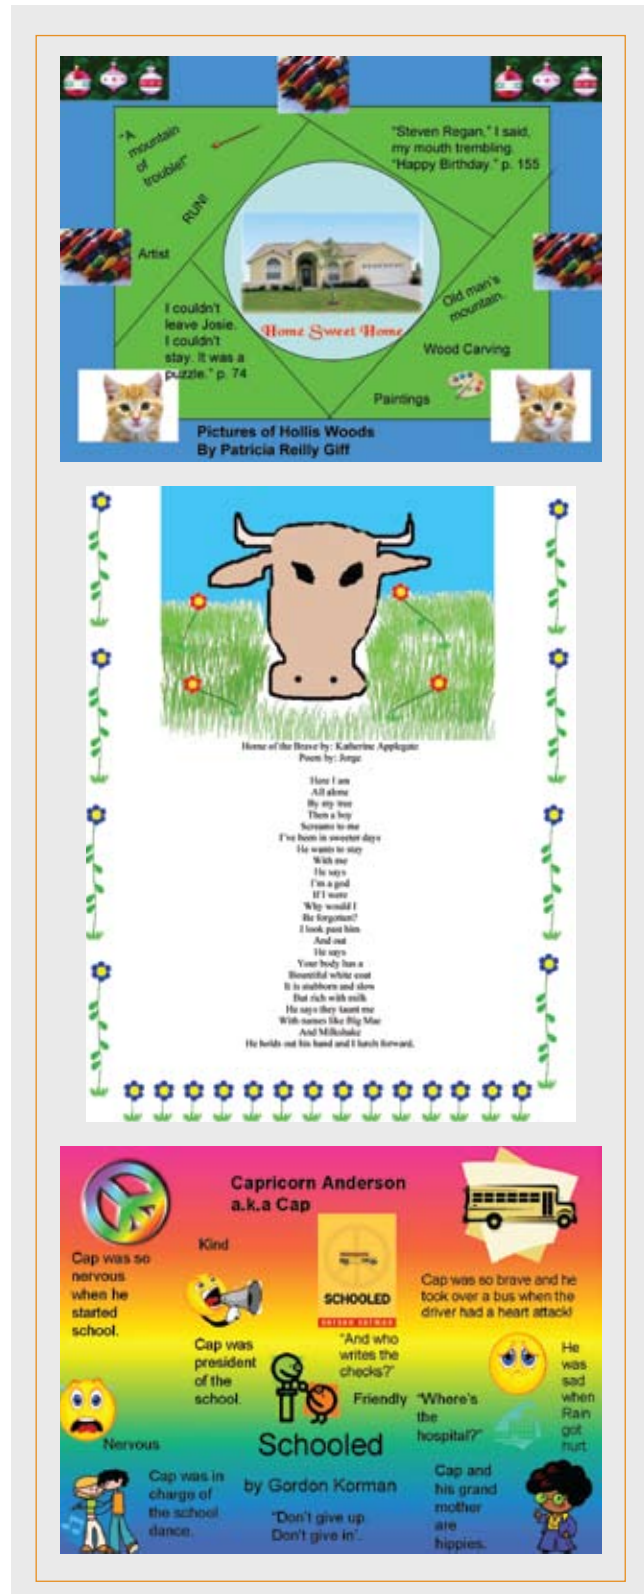 "A
mountain
of
trouble!"
RUN!
"Steven Regan," I said,
my mouth trembling.
"Happy Birthday." p. 155
Artist
I couldn't
leave Josie.
I couldn't
stay. It was a
puzzle." p. 74
Home Sweet Home
Old man's
mountain.
Wood Carving
Paintings
Pictures of Hollis Woods
By Patricia Reilly Giff
Home of the Brave by: Katherine Applegate
Poem by: Jorge
Here I am
All alone
By my tree
Then a boy
Screams to me
I've been in sweeter days
He wants to stay
With me
He says
I'm a god
If I were
Why would I
Be forgotten?
I look past him
And out
He says
Your body has a
Bountiful white coat
It is stubborn and slow
But rich with milk
He says they taunt me
With names like Big Mac
And Milkshake
He holds out his hand and I lurch forward.
Capricorn Anderson
a.k.a Cap
Kind
Cap was so
nervous
when he
started
school.
SCHOOLED
GORDON KORMAN
Cap was so brave and he
took over a bus when the
driver had a heart attack!
Cap was
president
of the
school.
"And who
writes the
checks?"
Friendly
"Where's
the
hospital?"
He
was
sad
when
Rain
got
hurt
Nervous
Schooled
by Gordon Korman
Cap was in
charge of
the school
dance.
"Don't give up.
Don't give in'.
Cap and
his grand
mother
are
hippies.